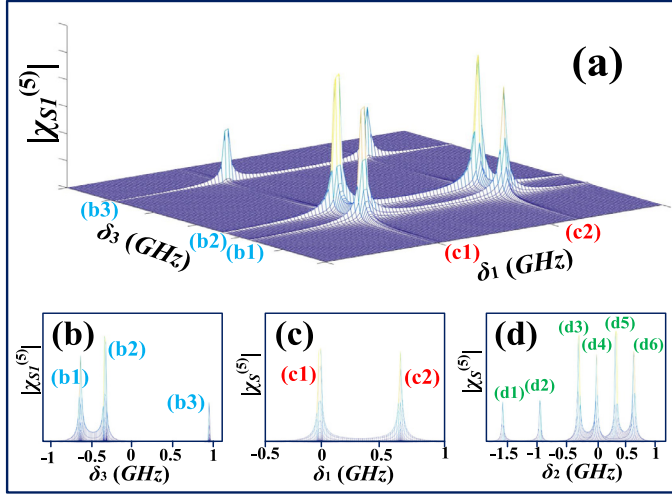 (a)
|χS1(5)|
(b3)
(b2)
(b1)
(c1)
(c2)
δ3 (GHz)
δ1 (GHz)
(b)
|χS1(5)|
(b1)
(b2)
(b3)
-1 -0.5 0 0.5 1
δ3 (GHz)
(c)
|χS(5)|
(c1)
(c2)
-0.5 0 0.5 1
δ1 (GHz)
(d)
|χS(5)|
(d1)
(d2)
(d3)
(d4)
(d5)
(d6)
-1.5 -1 -0.5 0 0.5 1
δ2 (GHz)